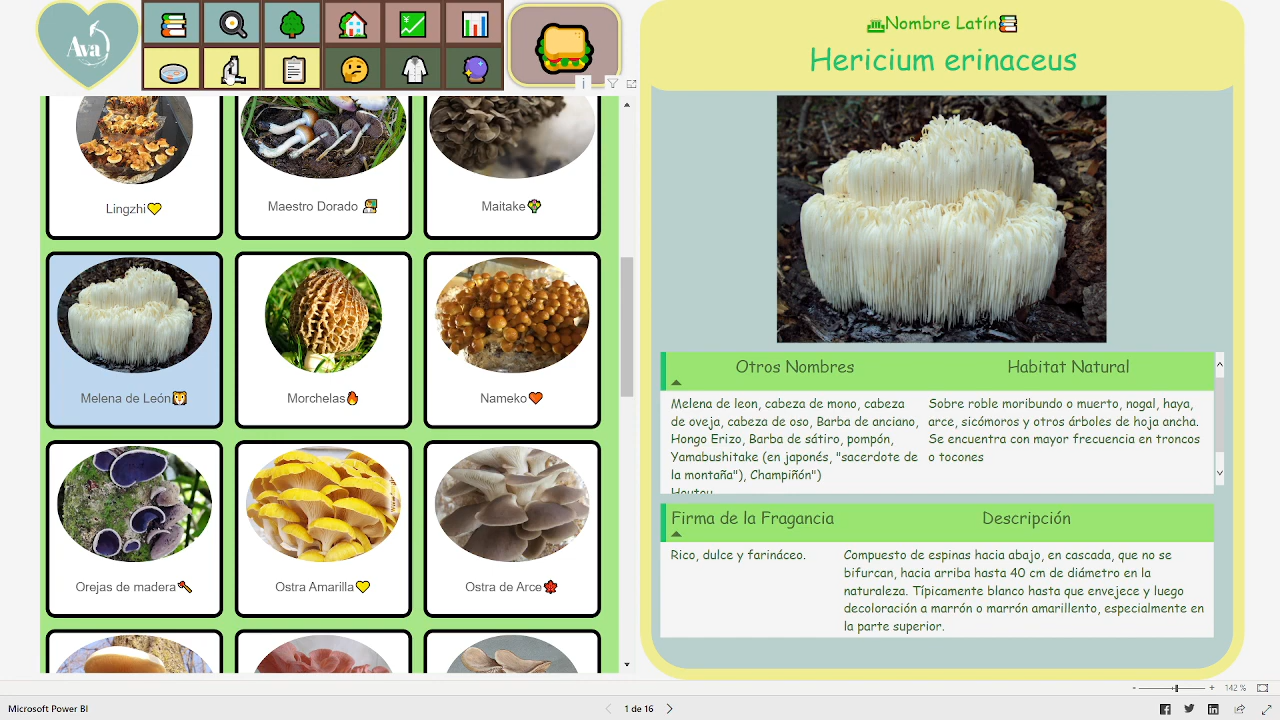 Ava
Nombre Latín
Hericium erinaceus
Lingzhi
Maestro Dorado
Maitake
Melena de León
Morchelas
Nameko
Orejas de madera
Ostra Amarilla
Ostra de Arce
Otros Nombres
Habitat Natural
Melena de leon, cabeza de mono, cabeza
de oveja, cabeza de oso, Barba de anciano,
Hongo Erizo, Barba de sátiro, pompón,
Yamabushitake (en japonés, "sacerdote de
la montaña"), Champiñón")
Houtou
Sobre roble moribundo o muerto, nogal, haya,
arce, sicómoros y otros árboles de hoja ancha.
Se encuentra con mayor frecuencia en troncos
o tocones
Firma de la Fragancia
Descripción
Rico, dulce y farináceo.
Compuesto de espinas hacia abajo, en cascada, que no se
bifurcan, hacia arriba hasta 40 cm de diámetro en la
naturaleza. Típicamente blanco hasta que envejece y luego
decoloración a marrón o marrón amarillento, especialmente en
la parte superior.
- + 142 %
Microsoft Power BI
1 de 16